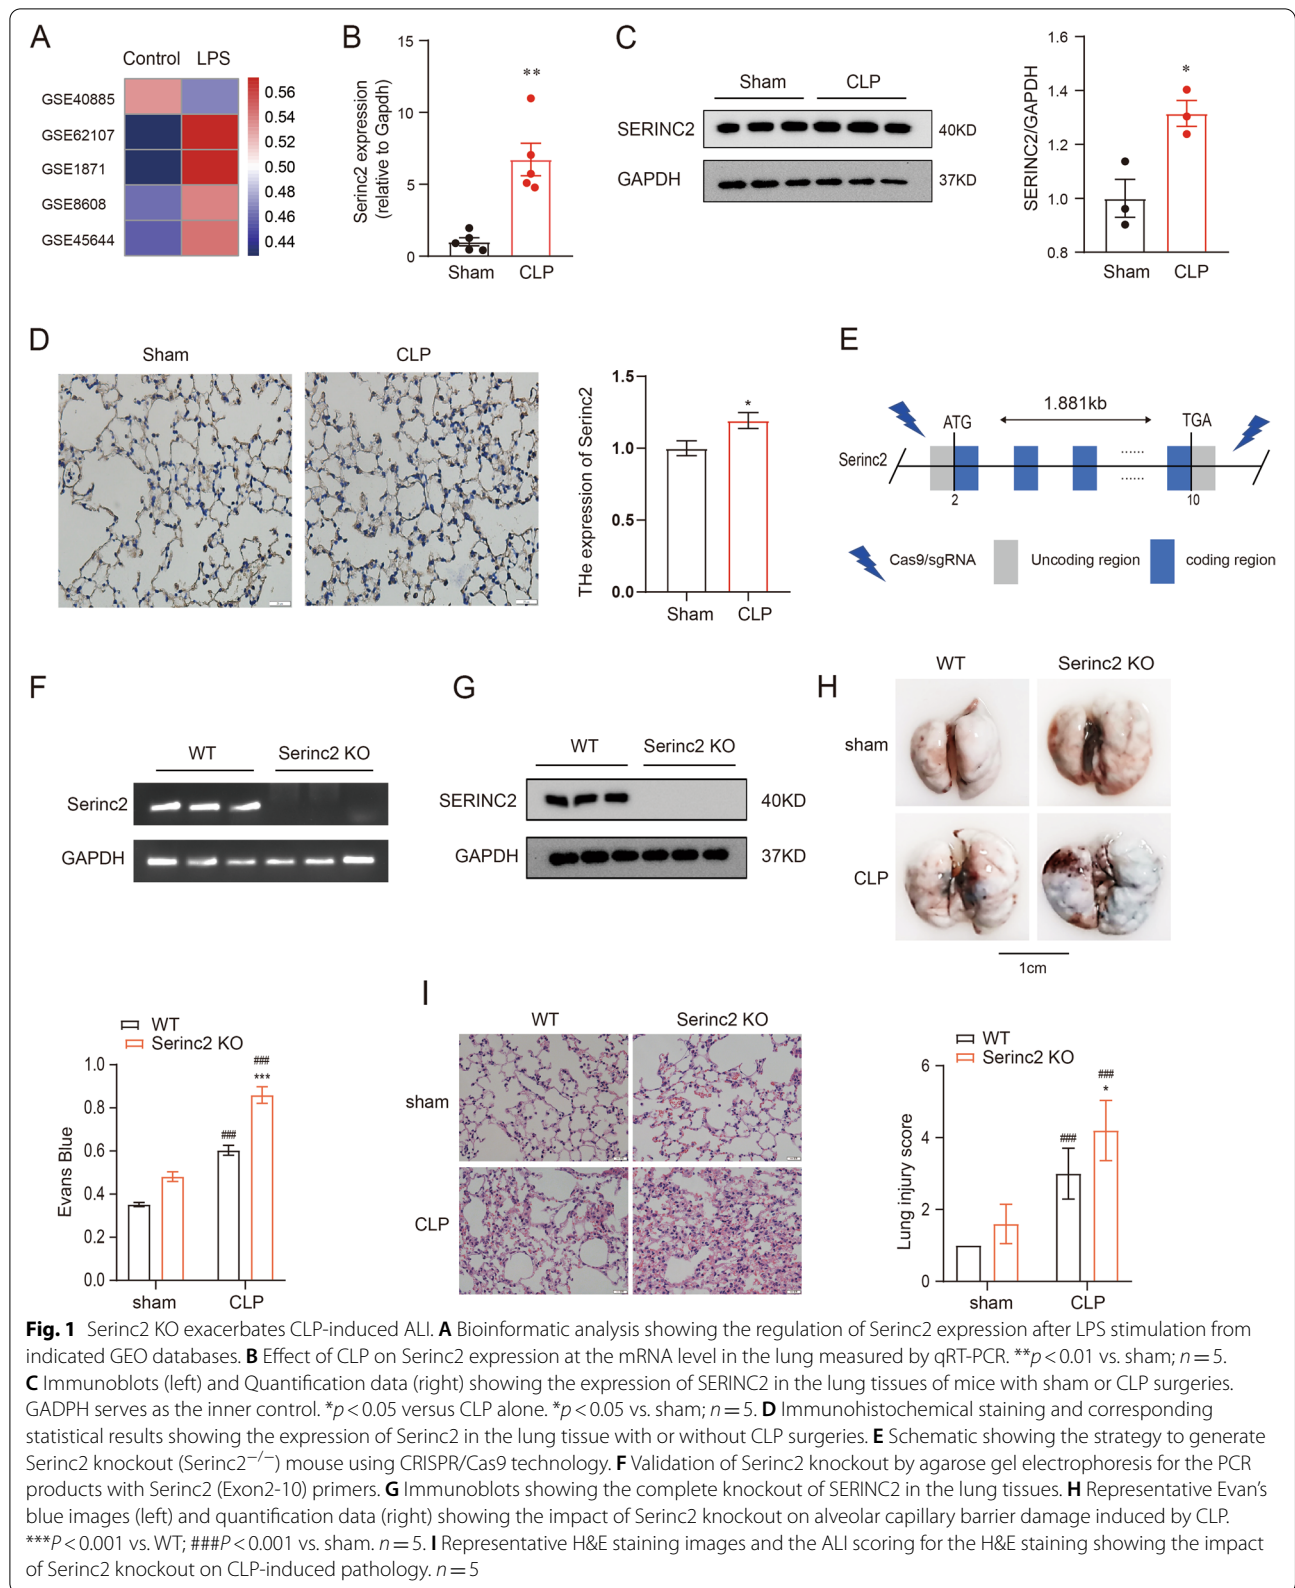 A
Control LPS
GSE40885
GSE62107
GSE1871
GSE8608
GSE45644
0.56
0.54
0.52
0.50
0.48
0.46
0.44
B
Serinc2 expression
(relative to Gapdh)
15
10
5
0
**
Sham CLP
C
Sham CLP
SERINC2 40KD
GAPDH 37KD
SERINC2/GAPDH
1.6
1.4
1.2
1.0
0.8
*
Sham CLP
D
Sham CLP
THe expression of Serinc2
1.5
1.0
0.5
0.0
*
Sham CLP
E
1.881kb
ATG TGA
Serinc2
...... 
......
2 10
Cas9/sgRNA Uncoding region coding region
F
WT Serinc2 KO
Serinc2
GAPDH
G
WT Serinc2 KO
SERINC2 40KD
GAPDH 37KD
H
WT Serinc2 KO
sham
CLP
1cm
WT
Serinc2 KO
Evans Blue
1.0
0.8
0.6
0.4
0.2
0.0
###
###
***
sham CLP
I
WT Serinc2 KO
sham
CLP
WT
Serinc2 KO
Lung injury score
6
4
2
0
###
###
*
sham CLP
Fig. 1 Serinc2 KO exacerbates CLP-induced ALI. A Bioinformatic analysis showing the regulation of Serinc2 expression after LPS stimulation from
indicated GEO databases. B Effect of CLP on Serinc2 expression at the mRNA level in the lung measured by qRT-PCR. **p < 0.01 vs. sham; n = 5.
C Immunoblots (left) and Quantification data (right) showing the expression of SERINC2 in the lung tissues of mice with sham or CLP surgeries.
GADPH serves as the inner control. *p < 0.05 versus CLP alone. *p < 0.05 vs. sham; n = 5. D Immunohistochemical staining and corresponding
statistical results showing the expression of Serinc2 in the lung tissue with or without CLP surgeries. E Schematic showing the strategy to generate
Serinc2 knockout (Serinc2−/−) mouse using CRISPR/Cas9 technology. F Validation of Serinc2 knockout by agarose gel electrophoresis for the PCR
products with Serinc2 (Exon2-10) primers. G Immunoblots showing the complete knockout of SERINC2 in the lung tissues. H Representative Evan's
blue images (left) and quantification data (right) showing the impact of Serinc2 knockout on alveolar capillary barrier damage induced by CLP.
***P < 0.001 vs. WT; ###P < 0.001 vs. sham. n = 5. I Representative H&E staining images and the ALI scoring for the H&E staining showing the impact
of Serinc2 knockout on CLP-induced pathology. n = 5